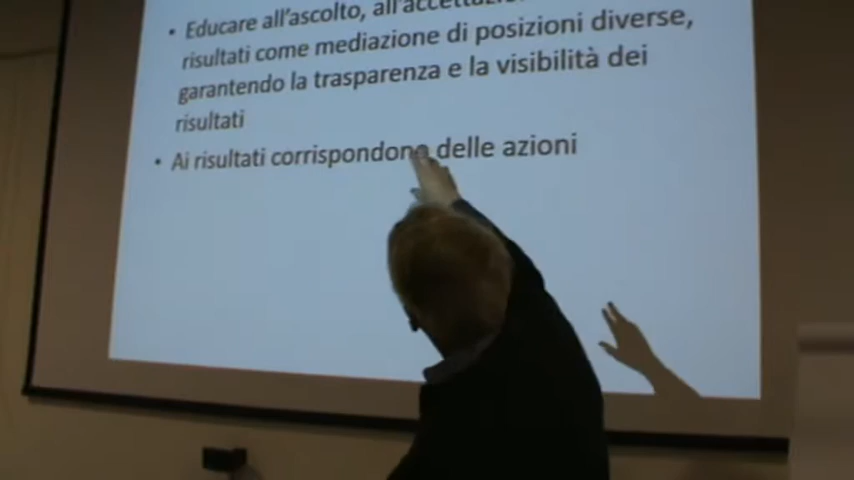 • Educare all'ascolto,
risultati come mediazione di posizioni diverse,
garantendo la trasparenza e la visibilità dei
risultati
• Ai risultati corrispondono delle azioni